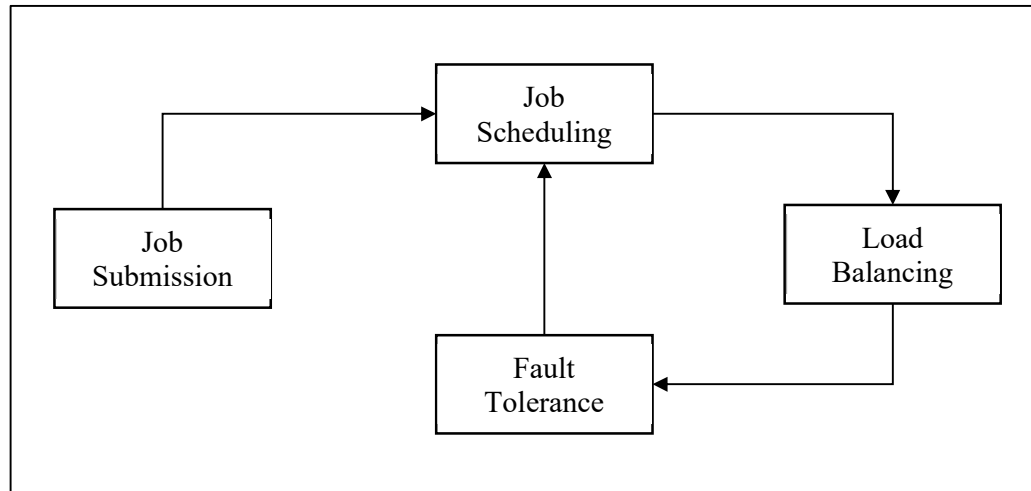 Job
Scheduling
Job
Submission
Load
Balancing
Fault
Tolerance